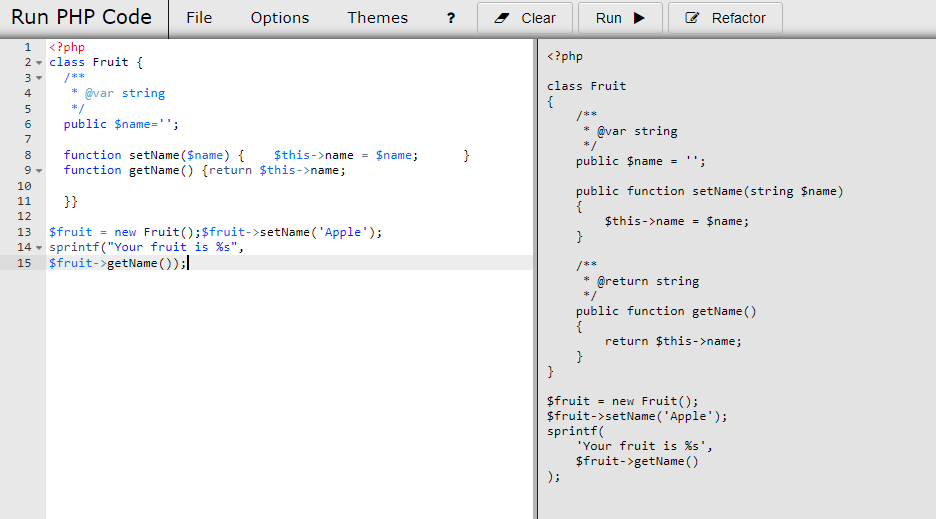 Run PHP Code File Options Themes ? Clear Run Refactor
1 <?php
2 class Fruit {
3 /**
4 * @var string
5 */
6 public $name='';
7
8 function setName($name) { $this->name = $name; }
9 function getName() {return $this->name;
10
11 }}
12
13 $fruit = new Fruit();$fruit->setName('Apple');
14 sprintf("Your fruit is %s",
15 $fruit->getName());
<?php
class Fruit
{
/**
* @var string
*/
public $name = '';
public function setName(string $name)
{
$this->name = $name;
}
/**
* @return string
*/
public function getName()
{
return $this->name;
}
}
$fruit = new Fruit();
$fruit->setName('Apple');
sprintf(
'Your fruit is %s',
$fruit->getName()
);